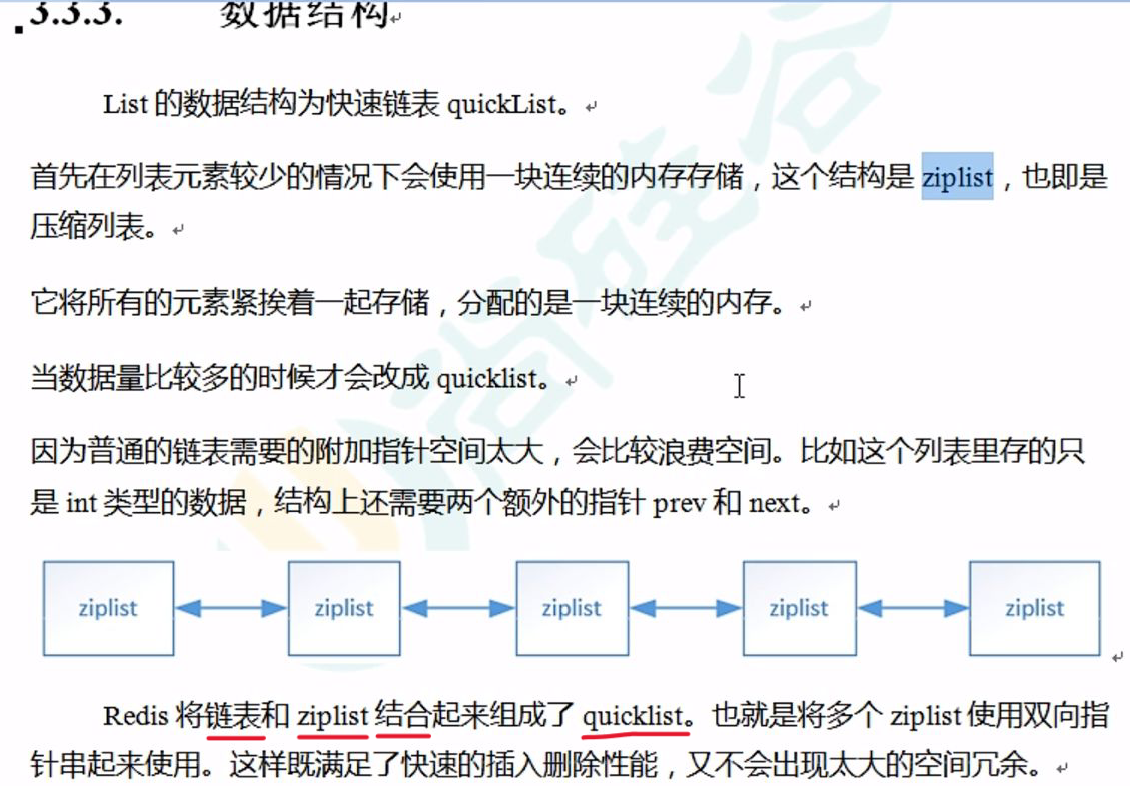 3.3.3. 数据结构
List 的数据结构为快速链表 quickList。
首先在列表元素较少的情况下会使用一块连续的内存存储，这个结构是 ziplist，也即是
压缩列表。
它将所有的元素紧挨着一起存储，分配的是一块连续的内存。
当数据量比较多的时候才会改成 quicklist。
因为普通的链表需要的附加指针空间太大，会比较浪费空间。比如这个列表里存的只
是 int 类型的数据，结构上还需要两个额外的指针 prev 和 next。
ziplist ziplist ziplist ziplist ziplist
Redis 将链表和 ziplist 结合起来组成了 quicklist。也就是将多个 ziplist 使用双向指
针串起来使用。这样既满足了快速的插入删除性能，又不会出现太大的空间冗余。
尚硅谷